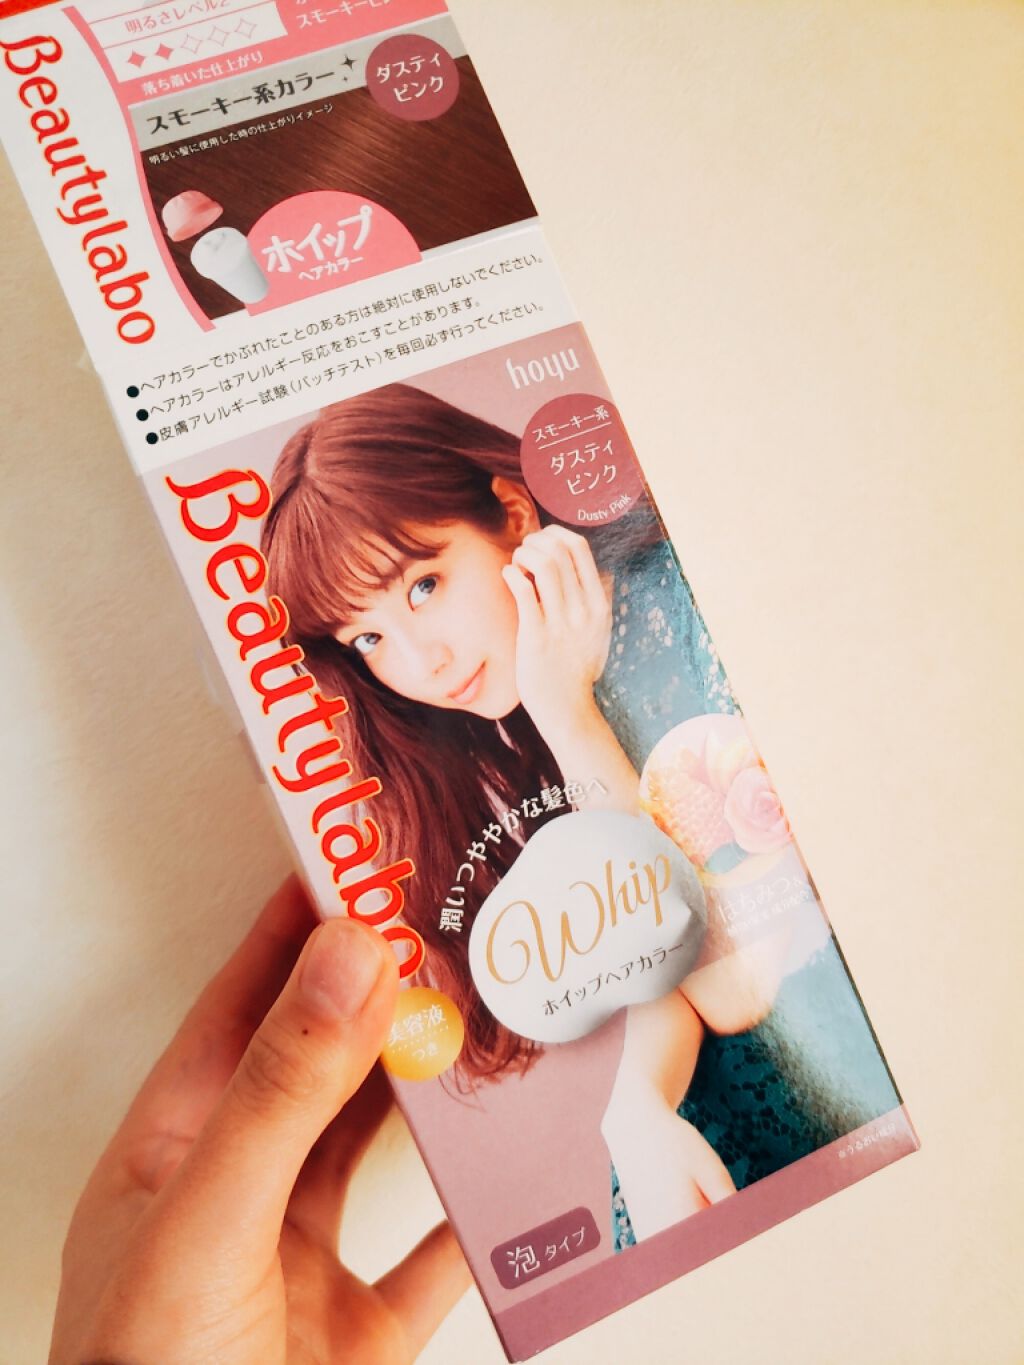 Beautylabo
明るさレベル2
落ち着いた仕上がり
スモーキー系カラー
ダスティ
ピンク
明るい髪に使用した時の仕上がりイメージ
ホイップ
ヘアカラー
●ヘアカラーでかぶれたことのある方は絶対に使用しないでください。
●ヘアカラーはアレルギー反応をおこすことがあります。
●皮膚アレルギー試験(パッチテスト)を毎回必ず行ってください。
hoyu
スモーキー系
ダスティ
ピンク
Dusty Pink
Beautylabo
潤いつややかな髪色へ
Whip
ホイップヘアカラー
はちみつ&
美容液
つき
※うるおい成分
泡タイプ